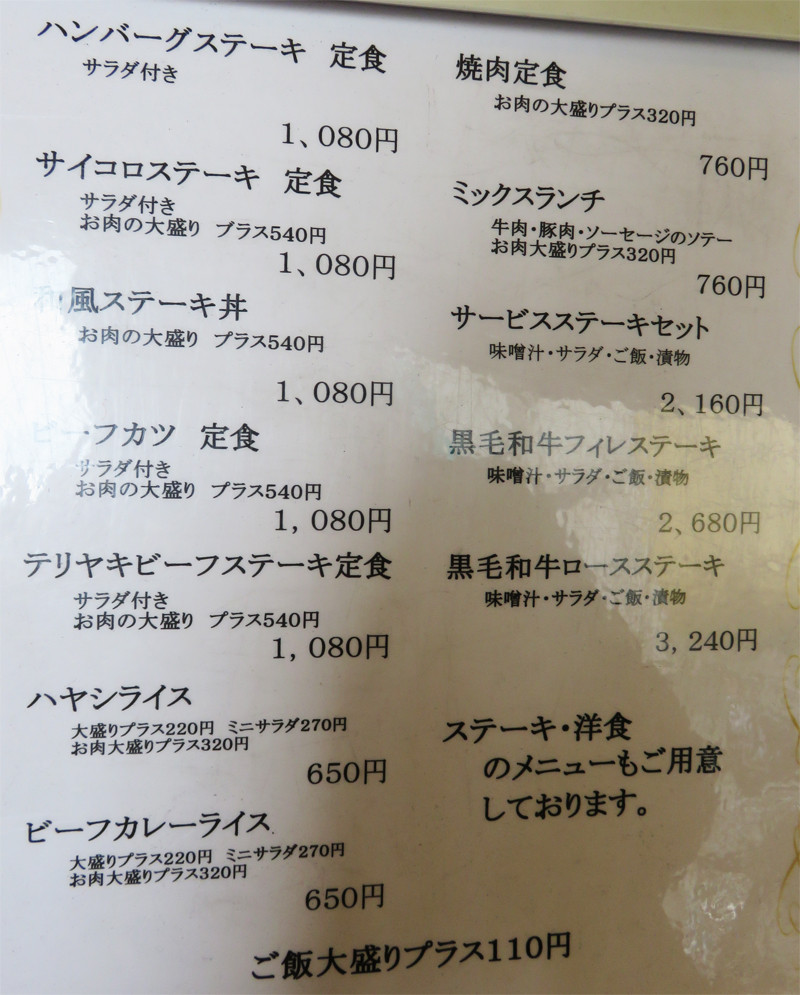 ハンバーグステーキ 定食
サラダ付き
1、080円
サイコロステーキ 定食
サラダ付き
お肉の大盛り プラス540円
1、080円
和風ステーキ丼
お肉の大盛り プラス540円
1、080円
ビーフカツ 定食
サラダ付き
お肉の大盛り プラス540円
1,080円
テリヤキビーフステーキ定食
サラダ付き
お肉の大盛り プラス540円
1,080円
ハヤシライス
大盛りプラス220円 ミニサラダ270円
お肉大盛りプラス320円
650円
ビーフカレーライス
大盛りプラス220円 ミニサラダ270円
お肉大盛りプラス320円
650円
焼肉定食
お肉の大盛りプラス320円
760円
ミックスランチ
牛肉・豚肉・ソーセージのソテー
お肉大盛りプラス320円
760円
サービスステーキセット
味噌汁・サラダ・ご飯・漬物
2、160円
黒毛和牛フィレステーキ
味噌汁・サラダ・ご飯・漬物
2、680円
黒毛和牛ロースステーキ
味噌汁・サラダ・ご飯・漬物
3,240円
ステーキ・洋食
のメニューもご用意
しております。
ご飯大盛りプラス110円